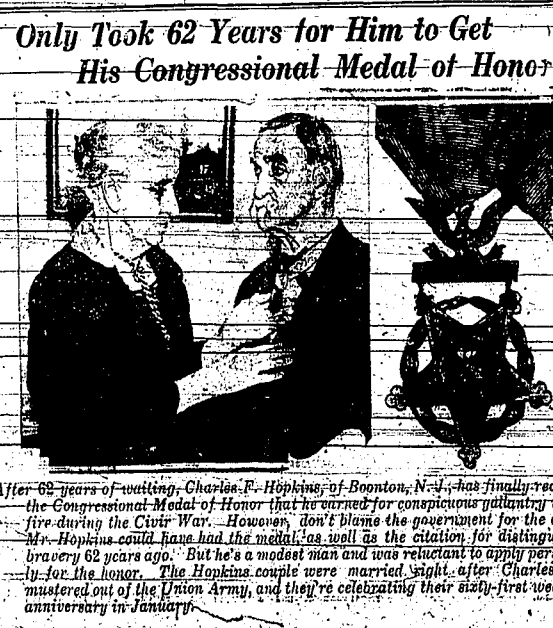 Only Took 62 Years for Him to Get
His Congressional Medal of Honor
After 62 years of waiting, Charles F. Hopkins, of Boonton, N. J., has finally rec
the Congressional Medal of Honor that he earned for conspicuous gallantry
fire during the Civir War. However, don't blame the government for the
Mr. Hopkins could have had the medal, as well as the citation for distingu
bravery 62 years ago. But he's a modest man and was reluctant to apply per
ly for the honor. The Hopkins couple were married right after Charles
mustered out of the Union Army, and they're celebrating their sixty-first we
anniversary in January.